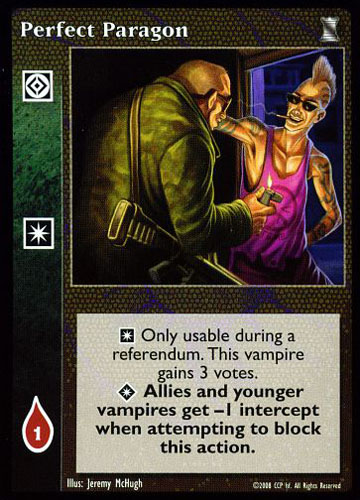 Perfect Paragon
Only usable during a
referendum. This vampire
gains 3 votes.
Allies and younger
vampires get –1 intercept
when attempting to block
this action.
1
Illus: Jeremy McHugh
©2008 CCP hf. All Rights Reserved